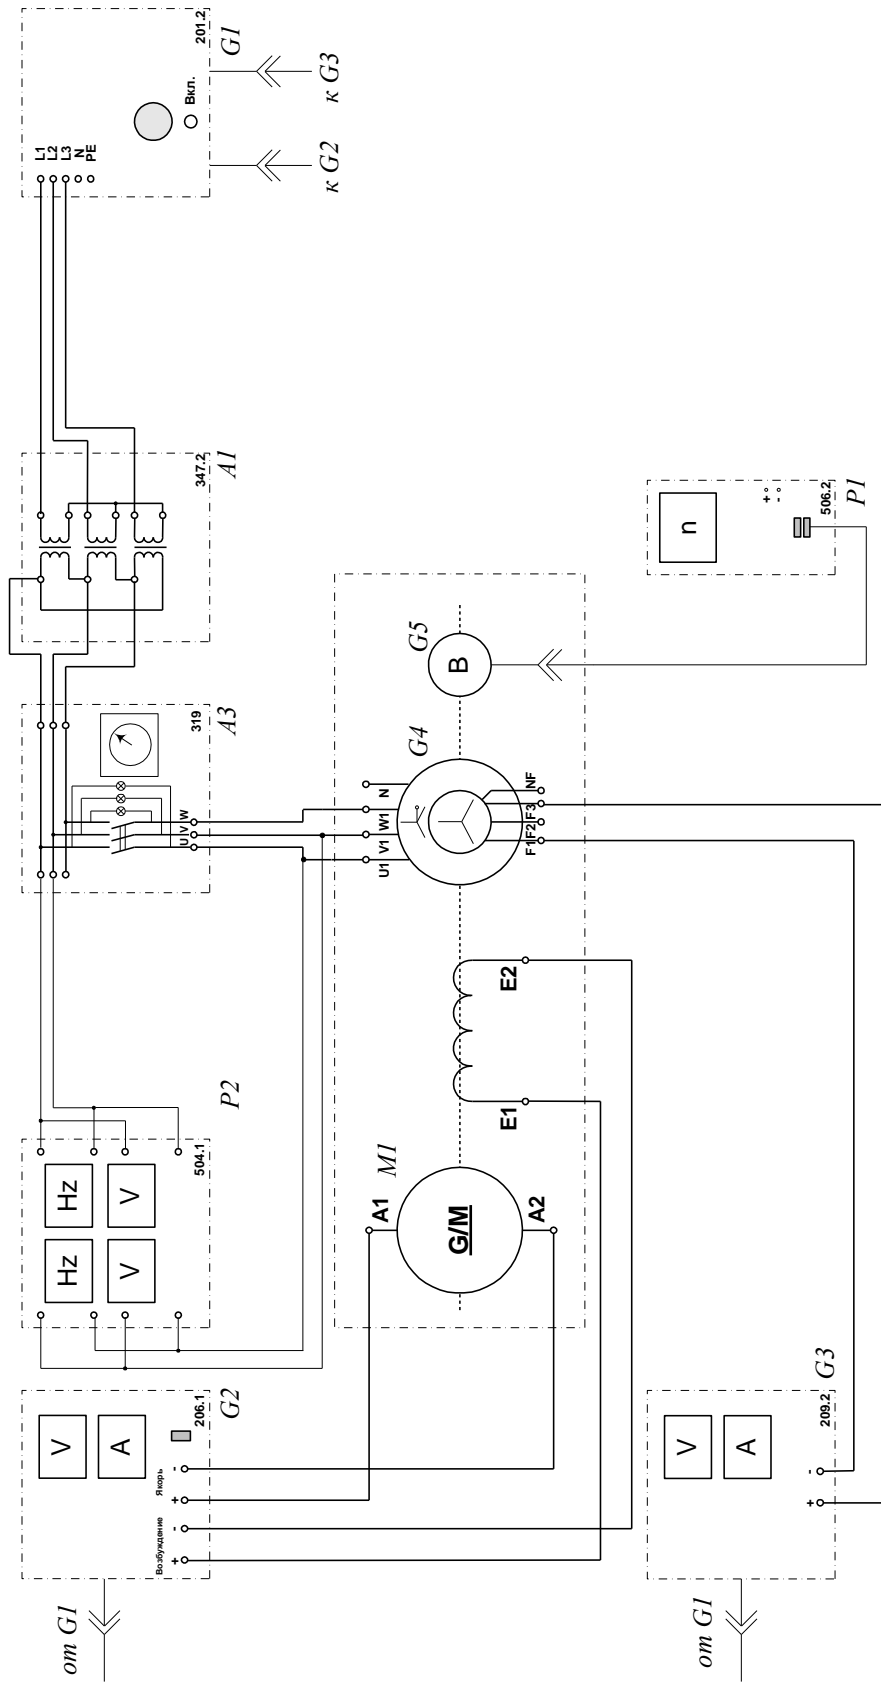 от G1
V
A
Возбуждение
+
-
Якорь
+
-
206.1
G2
Hz
Hz
V
V
504.1
P2
U
V
W
319
A3
347.2
A1
L1
L2
L3
N
PE
Вкл.
201.2
G1
к G2
к G3
A1
M1
G/M
A2
E1
E2
U1
V1
W1
N
G4
F1
F2
F3
NF
G5
B
от G1
V
A
+
-
209.2
G3
n
+
-
506.2
P1